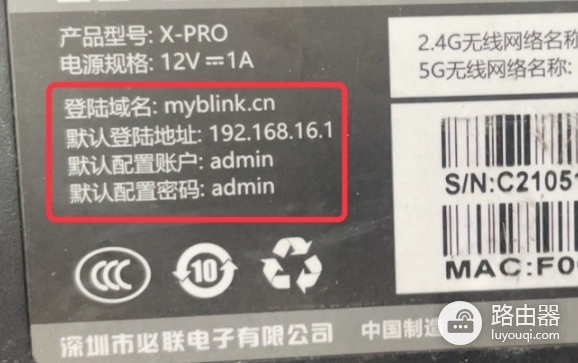 产品型号: X-PRO
电源规格: 12V⎓1A
登陆域名: myblink.cn
默认登陆地址: 192.168.16.1
默认配置账户: admin
默认配置密码: admin
2.4G无线网络名称
5G无线网络名称:
S/N:C21051
MAC:F0
CCC
10
深圳市必联电子有限公司
中国制造
路由器
luyouqi.com